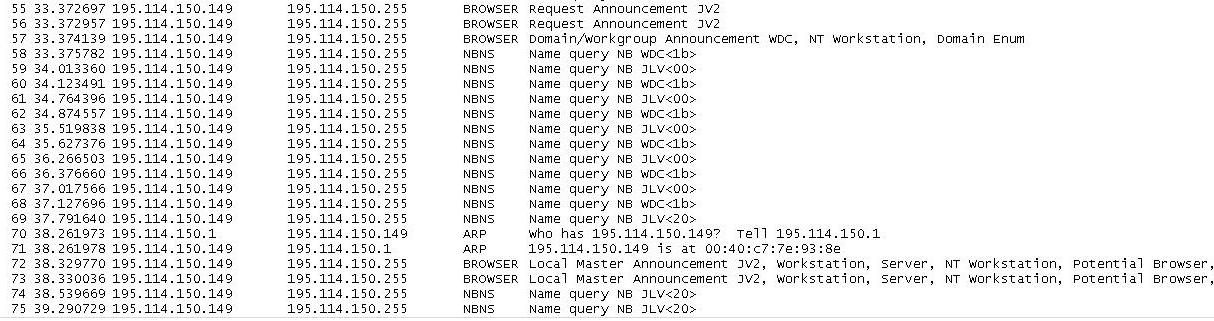 55 33.372697 195.114.150.149 195.114.150.255 BROWSER Request Announcement JV2
56 33.372957 195.114.150.149 195.114.150.255 BROWSER Request Announcement JV2
57 33.374139 195.114.150.149 195.114.150.255 BROWSER Domain/Workgroup Announcement WDC, NT Workstation, Domain Enum
58 33.375782 195.114.150.149 195.114.150.255 NBNS Name query NB WDC<1b>
59 34.013360 195.114.150.149 195.114.150.255 NBNS Name query NB JLV<00>
60 34.123491 195.114.150.149 195.114.150.255 NBNS Name query NB WDC<1b>
61 34.764396 195.114.150.149 195.114.150.255 NBNS Name query NB JLV<00>
62 34.874557 195.114.150.149 195.114.150.255 NBNS Name query NB WDC<1b>
63 35.519838 195.114.150.149 195.114.150.255 NBNS Name query NB JLV<00>
64 35.627376 195.114.150.149 195.114.150.255 NBNS Name query NB WDC<1b>
65 36.266503 195.114.150.149 195.114.150.255 NBNS Name query NB JLV<00>
66 36.376660 195.114.150.149 195.114.150.255 NBNS Name query NB WDC<1b>
67 37.017566 195.114.150.149 195.114.150.255 NBNS Name query NB JLV<00>
68 37.127696 195.114.150.149 195.114.150.255 NBNS Name query NB WDC<1b>
69 37.791640 195.114.150.149 195.114.150.255 NBNS Name query NB JLV<20>
70 38.261973 195.114.150.1 195.114.150.149 ARP Who has 195.114.150.149? Tell 195.114.150.1
71 38.261978 195.114.150.149 195.114.150.1 ARP 195.114.150.149 is at 00:40:c7:7e:93:8e
72 38.329770 195.114.150.149 195.114.150.255 BROWSER Local Master Announcement JV2, Workstation, Server, NT Workstation, Potential Browser,
73 38.330036 195.114.150.149 195.114.150.255 BROWSER Local Master Announcement JV2, Workstation, Server, NT Workstation, Potential Browser,
74 38.539669 195.114.150.149 195.114.150.255 NBNS Name query NB JLV<20>
75 39.290729 195.114.150.149 195.114.150.255 NBNS Name query NB JLV<20>